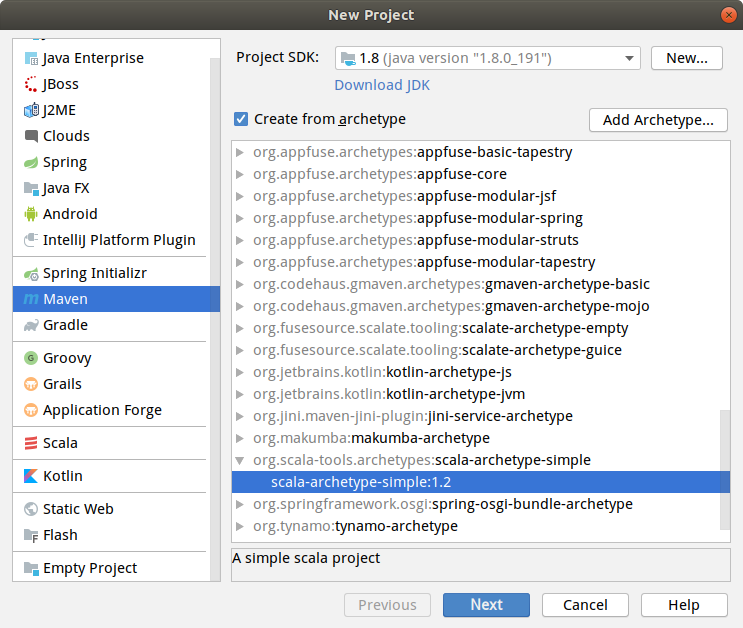 New Project
Java Enterprise
JBoss
J2ME
Clouds
Spring
Java FX
Android
IntelliJ Platform Plugin
Spring Initializr
Maven
Gradle
Groovy
Grails
Application Forge
Scala
Kotlin
Static Web
Flash
Empty Project
Project SDK: 1.8 (java version "1.8.0_191") New...
Download JDK
Create from archetype Add Archetype...
org.appfuse.archetypes:appfuse-basic-tapestry
org.appfuse.archetypes:appfuse-core
org.appfuse.archetypes:appfuse-modular-jsf
org.appfuse.archetypes:appfuse-modular-spring
org.appfuse.archetypes:appfuse-modular-struts
org.appfuse.archetypes:appfuse-modular-tapestry
org.codehaus.gmaven.archetypes:gmaven-archetype-basic
org.codehaus.gmaven.archetypes:gmaven-archetype-mojo
org.fusesource.scalate.tooling:scalate-archetype-empty
org.fusesource.scalate.tooling:scalate-archetype-guice
org.jetbrains.kotlin:kotlin-archetype-js
org.jetbrains.kotlin:kotlin-archetype-jvm
org.jini.maven-jini-plugin:jini-service-archetype
org.makumba:makumba-archetype
org.scala-tools.archetypes:scala-archetype-simple
scala-archetype-simple:1.2
org.springframework.osgi:spring-osgi-bundle-archetype
org.tynamo:tynamo-archetype
A simple scala project
Previous Next Cancel Help